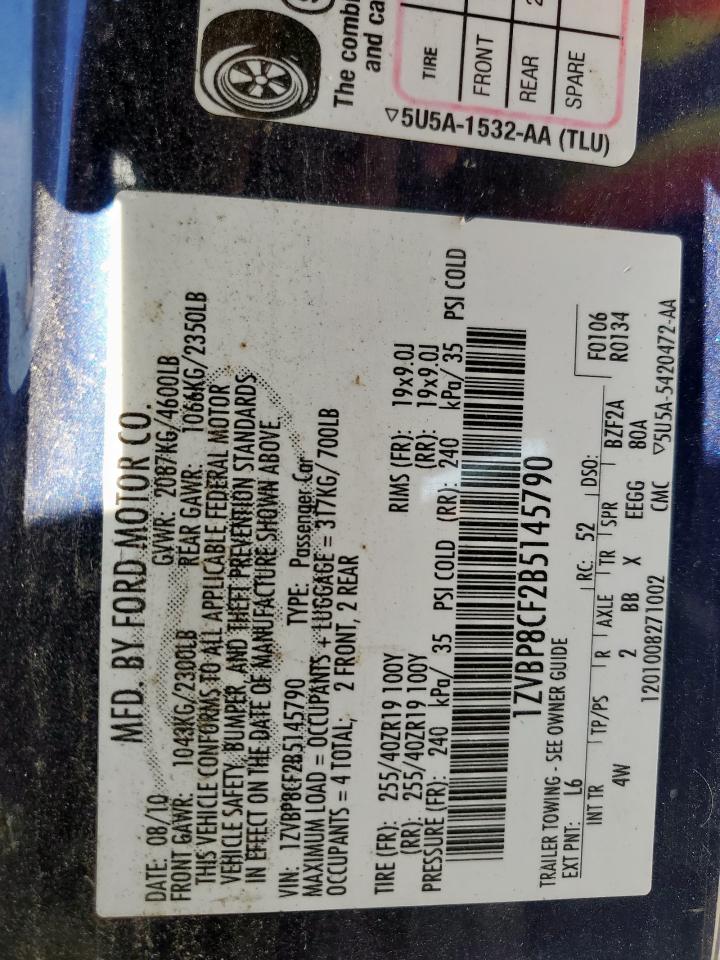 The combi
and ca
TIRE
FRONT
REAR
SPARE
▽5U5A-1532-AA (TLU)
MFD. BY FORD MOTOR CO.
DATE: 08/10 GVWR: 2087KG/4600LB
FRONT GAWR: 1043KG/2300LB REAR GAWR: 1066KG/2350LB
THIS VEHICLE CONFORMS TO ALL APPLICABLE FEDERAL MOTOR
VEHICLE SAFETY, BUMPER, AND THEFT PREVENTION STANDARDS
IN EFFECT ON THE DATE OF MANUFACTURE SHOWN ABOVE.
VIN: 1ZVBP8CF2B5145790 TYPE: Passenger Car
MAXIMUM LOAD = OCCUPANTS + LUGGAGE = 317KG/700LB
OCCUPANTS = 4 TOTAL, 2 FRONT, 2 REAR
TIRE (FR): 255/40ZR19 100Y RIMS (FR): 19x9.0J
(RR): 255/40ZR19 100Y (RR): 19x9.0J
PRESSURE (FR): 240 kPa/ 35 PSI COLD (RR): 240 kPa/ 35 PSI COLD
1ZVBP8CF2B5145790
TRAILER TOWING - SEE OWNER GUIDE F0106
EXT PNT: L6 RC: 52 DSO: BZF2A R0134
INT TR TP/PS R AXLE TR SPR 80A
4W 2 BB X EEGG
1201008271002 CMC ▽5U5A-5420472-AA